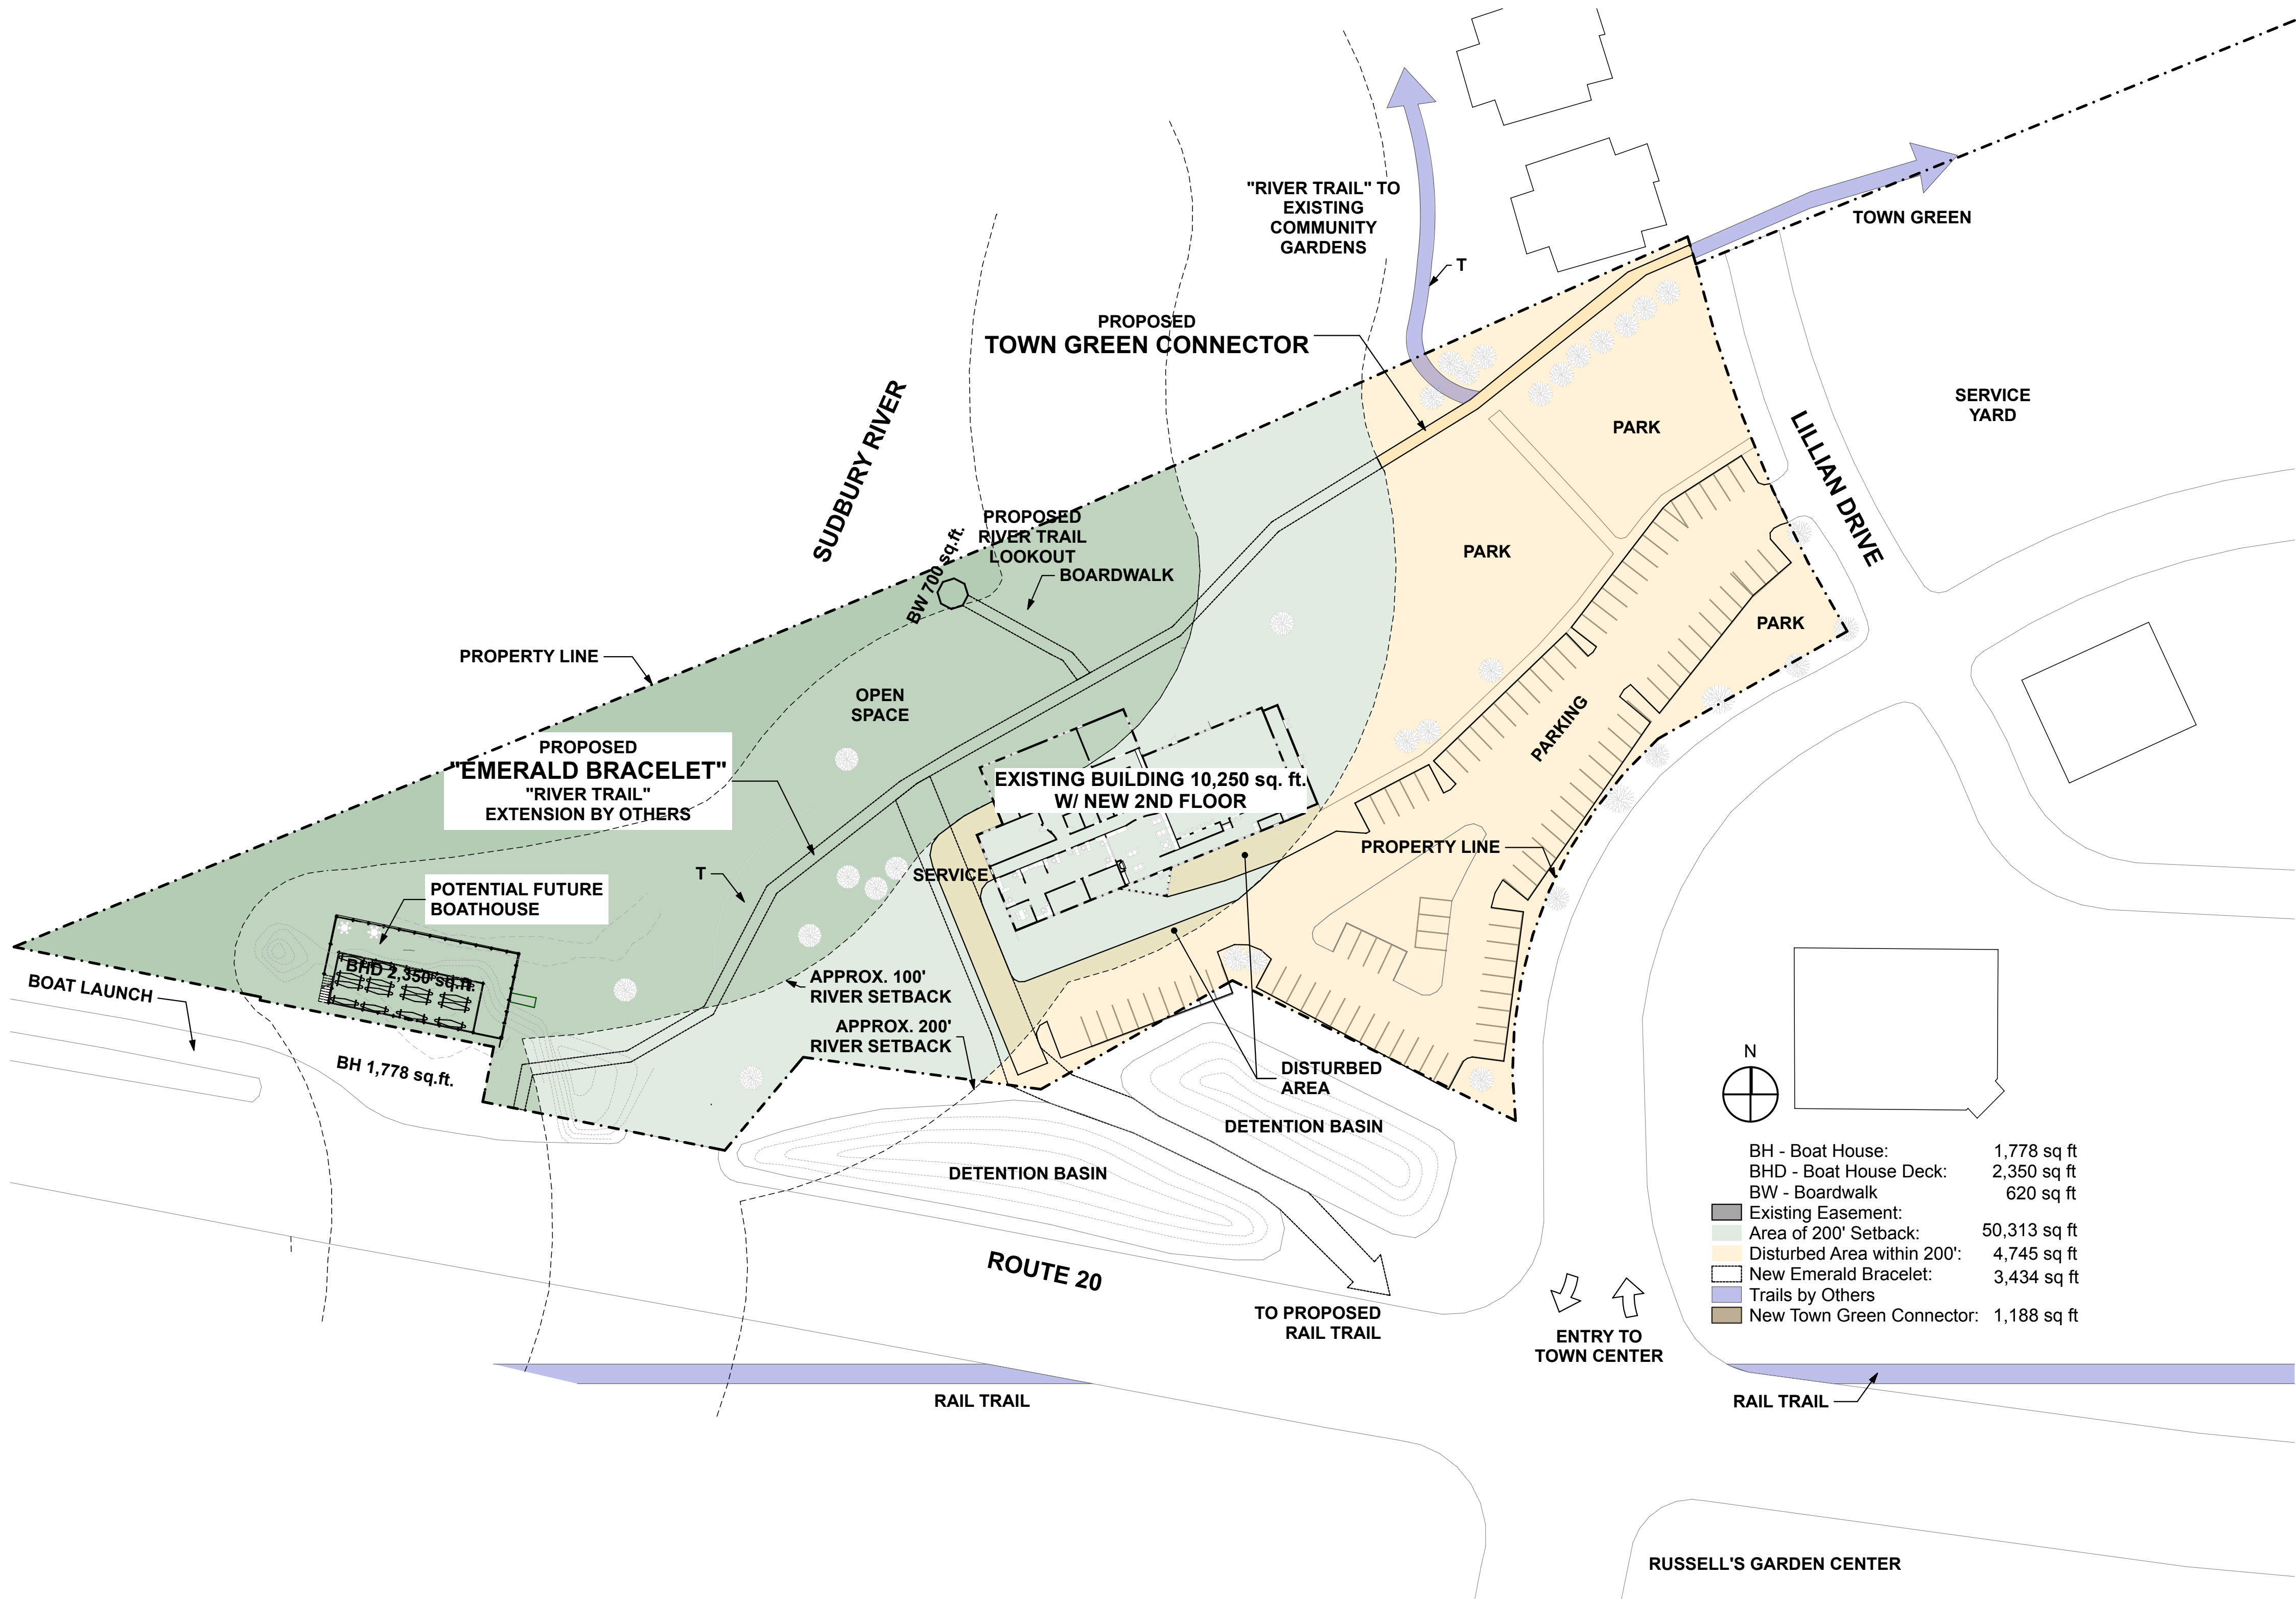 "RIVER TRAIL" TO
EXISTING
COMMUNITY
GARDENS
TOWN GREEN
T
PROPOSED
TOWN GREEN CONNECTOR
SERVICE
YARD
PARK
LILLIAN DRIVE
SUDBURY RIVER
PROPOSED
RIVER TRAIL
LOOKOUT
BW 700 sq.ft.
BOARDWALK
PARK
PARK
PROPERTY LINE
OPEN
SPACE
PARKING
PROPOSED
"EMERALD BRACELET"
"RIVER TRAIL"
EXTENSION BY OTHERS
EXISTING BUILDING 10,250 sq. ft.
W/ NEW 2ND FLOOR
PROPERTY LINE
T
SERVICE
POTENTIAL FUTURE
BOATHOUSE
BHD 2,350 sq.ft.
BOAT LAUNCH
APPROX. 100'
RIVER SETBACK
APPROX. 200'
RIVER SETBACK
BH 1,778 sq.ft.
DISTURBED
AREA
DETENTION BASIN
DETENTION BASIN
N
BH - Boat House: 1,778 sq ft
BHD - Boat House Deck: 2,350 sq ft
BW - Boardwalk 620 sq ft
Existing Easement:
Area of 200' Setback: 50,313 sq ft
Disturbed Area within 200': 4,745 sq ft
New Emerald Bracelet: 3,434 sq ft
Trails by Others
New Town Green Connector: 1,188 sq ft
ROUTE 20
TO PROPOSED
RAIL TRAIL
ENTRY TO
TOWN CENTER
RAIL TRAIL
RAIL TRAIL
RUSSELL'S GARDEN CENTER